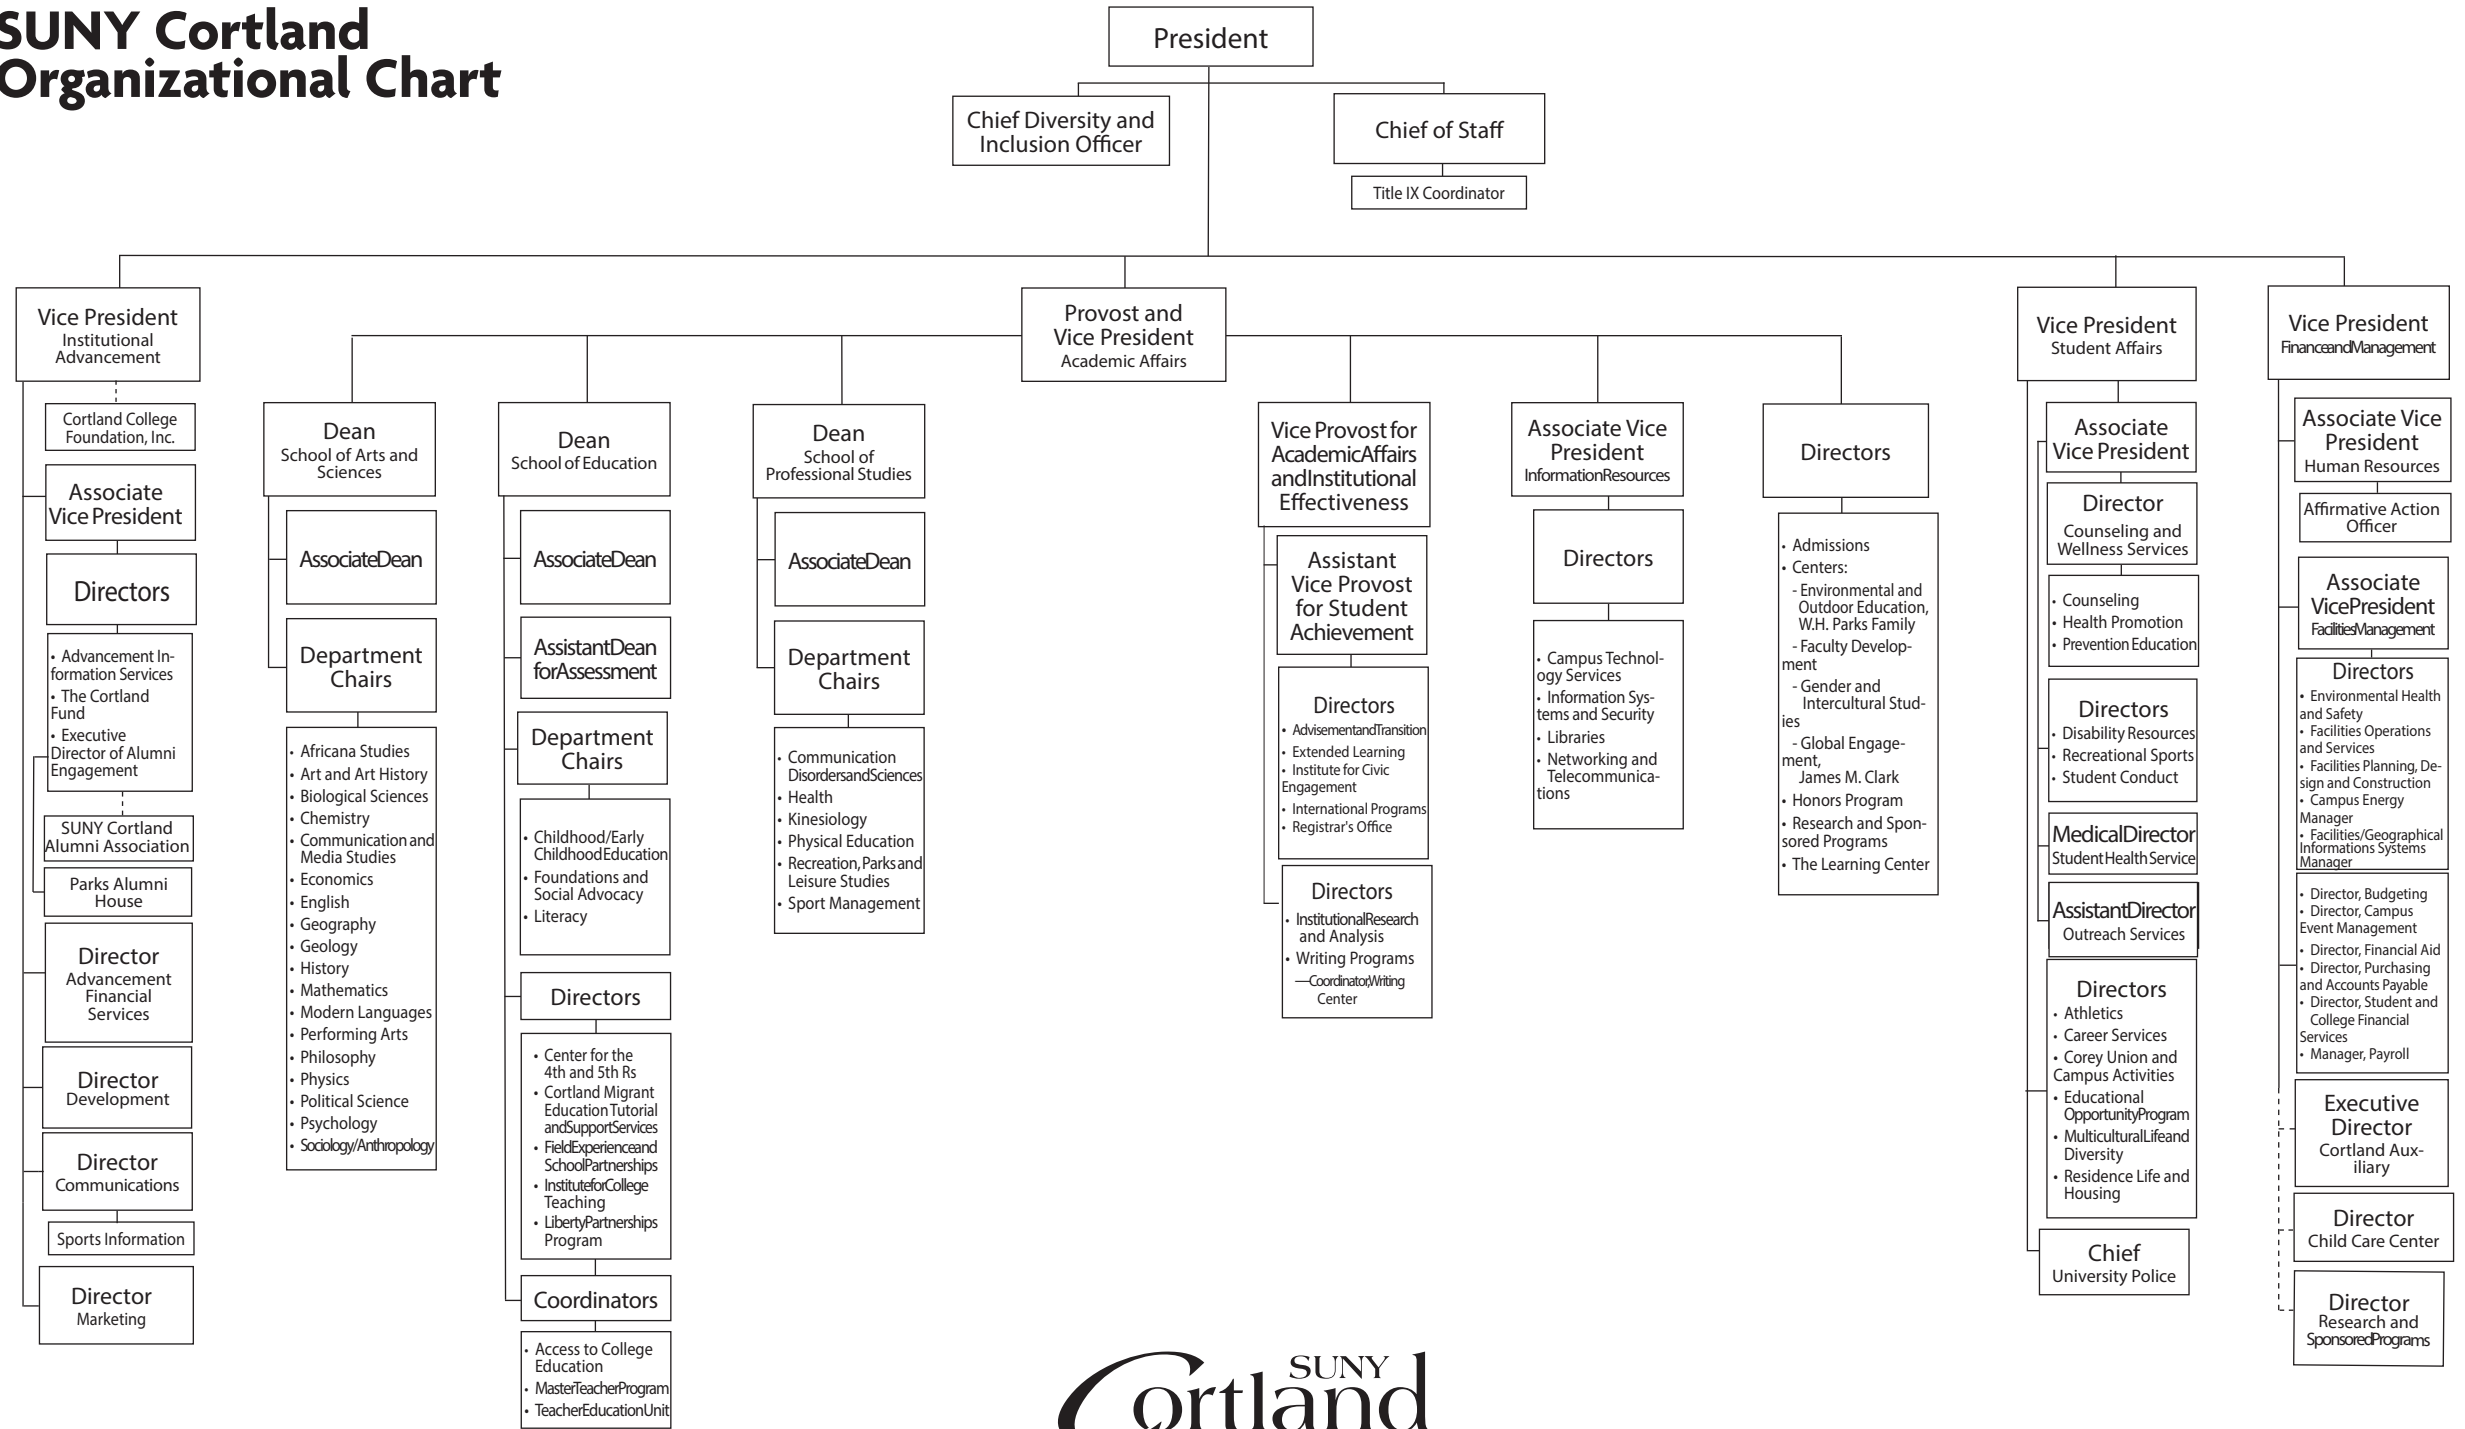 SUNY Cortland
Organizational Chart
President
Chief Diversity and
Inclusion Officer
Chief of Staff
Title IX Coordinator
Vice President
Institutional
Advancement
Cortland College
Foundation, Inc.
Associate
Vice President
Directors
• Advancement In-
formation Services
• The Cortland
Fund
• Executive
Director of Alumni
Engagement
SUNY Cortland
Alumni Association
Parks Alumni
House
Director
Advancement
Financial
Services
Director
Development
Director
Communications
Sports Information
Director
Marketing
Provost and
Vice President
Academic Affairs
Dean
School of Arts and
Sciences
AssociateDean
Department
Chairs
• Africana Studies
• Art and Art History
• Biological Sciences
• Chemistry
• Communication and
Media Studies
• Economics
• English
• Geography
• Geology
• History
• Mathematics
• Modern Languages
• Performing Arts
• Philosophy
• Physics
• Political Science
• Psychology
• Sociology/Anthropology
Dean
School of Education
AssociateDean
AssistantDean
forAssessment
Department
Chairs
• Childhood/Early
ChildhoodEducation
• Foundations and
Social Advocacy
• Literacy
Directors
• Center for the
4th and 5th Rs
• Cortland Migrant
Education Tutorial
andSupportServices
• FieldExperienceand
SchoolPartnerships
• InstituteforCollege
Teaching
• LibertyPartnerships
Program
Coordinators
• Access to College
Education
• MasterTeacherProgram
• TeacherEducationUnit
Dean
School of
Professional Studies
AssociateDean
Department
Chairs
• Communication
DisordersandSciences
• Health
• Kinesiology
• Physical Education
• Recreation, Parks and
Leisure Studies
• Sport Management
Vice Provost for
AcademicAffairs
andInstitutional
Effectiveness
Assistant
Vice Provost
for Student
Achievement
Directors
• AdvisementandTransition
• Extended Learning
• Institute for Civic
Engagement
• International Programs
• Registrar's Office
Directors
• InstitutionalResearch
and Analysis
• Writing Programs
—Coordinator,Writing
Center
Associate Vice
President
InformationResources
Directors
• Campus Technol-
ogy Services
• Information Sys-
tems and Security
• Libraries
• Networking and
Telecommunica-
tions
Directors
• Admissions
• Centers:
- Environmental and
Outdoor Education,
W.H. Parks Family
- Faculty Develop-
ment
- Gender and
Intercultural Stud-
ies
- Global Engage-
ment,
James M. Clark
• Honors Program
• Research and Spon-
sored Programs
• The Learning Center
Vice President
Student Affairs
Associate
Vice President
Director
Counseling and
Wellness Services
• Counseling
• Health Promotion
• Prevention Education
Directors
• Disability Resources
• Recreational Sports
• Student Conduct
MedicalDirector
StudentHealthService
AssistantDirector
Outreach Services
Directors
• Athletics
• Career Services
• Corey Union and
Campus Activities
• Educational
OpportunityProgram
• MulticulturalLifeand
Diversity
• Residence Life and
Housing
Chief
University Police
Vice President
FinanceandManagement
Associate Vice
President
Human Resources
Affirmative Action
Officer
Associate
VicePresident
FacilitiesManagement
Directors
• Environmental Health
and Safety
• Facilities Operations
and Services
• Facilities Planning, De-
sign and Construction
• Campus Energy
Manager
• Facilities/Geographical
Informations Systems
Manager
• Director, Budgeting
• Director, Campus
Event Management
• Director, Financial Aid
• Director, Purchasing
and Accounts Payable
• Director, Student and
College Financial
Services
• Manager, Payroll
Executive
Director
Cortland Aux-
iliary
Director
Child Care Center
Director
Research and
SponsoredPrograms
SUNY
Cortland